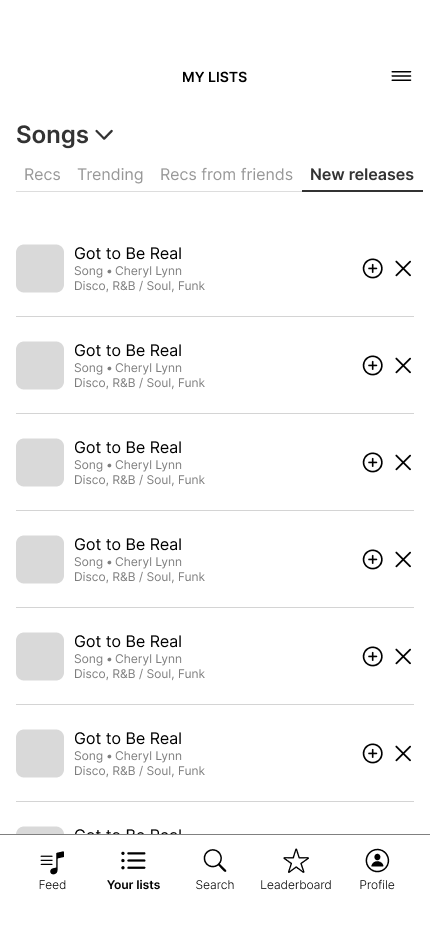 MY LISTS
Songs
Recs Trending Recs from friends New releases
Got to Be Real
Song • Cheryl Lynn
Disco, R&B / Soul, Funk
Got to Be Real
Song • Cheryl Lynn
Disco, R&B / Soul, Funk
Got to Be Real
Song • Cheryl Lynn
Disco, R&B / Soul, Funk
Got to Be Real
Song • Cheryl Lynn
Disco, R&B / Soul, Funk
Got to Be Real
Song • Cheryl Lynn
Disco, R&B / Soul, Funk
Got to Be Real
Song • Cheryl Lynn
Disco, R&B / Soul, Funk
Got to Be Real
Feed Your lists Search Leaderboard Profile